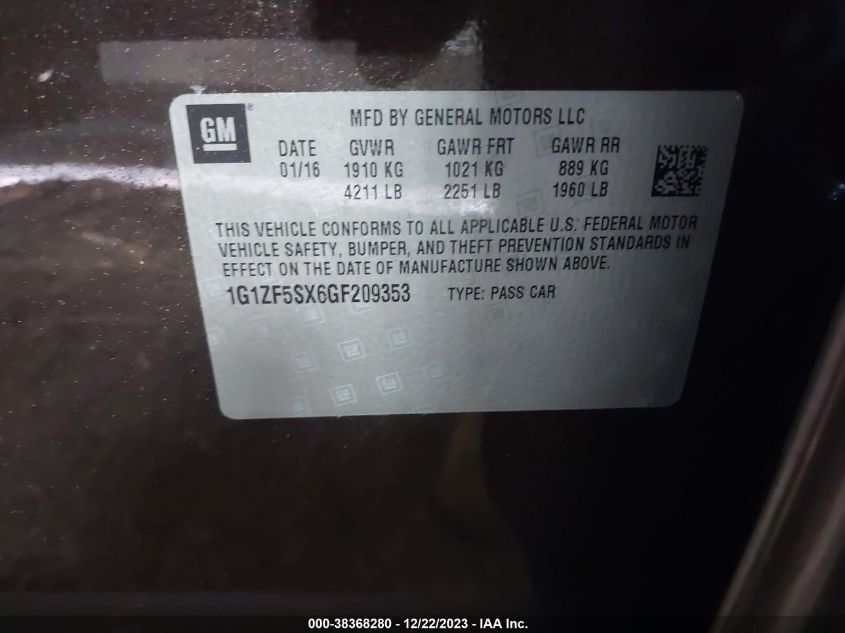 GM ®
MFD BY GENERAL MOTORS LLC
DATE GVWR GAWR FRT GAWR RR
01/16 1910 KG 1021 KG 889 KG
4211 LB 2251 LB 1960 LB
THIS VEHICLE CONFORMS TO ALL APPLICABLE U.S. FEDERAL MOTOR
VEHICLE SAFETY, BUMPER, AND THEFT PREVENTION STANDARDS IN
EFFECT ON THE DATE OF MANUFACTURE SHOWN ABOVE.
1G1ZF5SX6GF209353 TYPE: PASS CAR
000-38368280 - 12/22/2023 - IAA Inc.